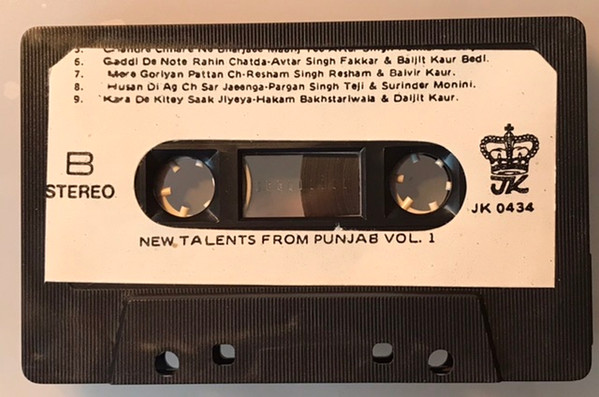 6. Gaddi De Note Rahin Chatda-Avtar Singh Fakkar & Baljit Kaur Bedi.
7. Mere Goriyan Pattan Ch-Resham Singh Resham & Balvir Kaur.
8. Husan Di Ag Ch Sar Jaeenga-Pargan Singh Teji & Surinder Monini.
9. Kara De Kitey Saak Jiyeya-Hakam Bakhstariwala & Daljit Kaur.
B
STEREO
JK
JK 0434
NEW TALENTS FROM PUNJAB VOL. 1